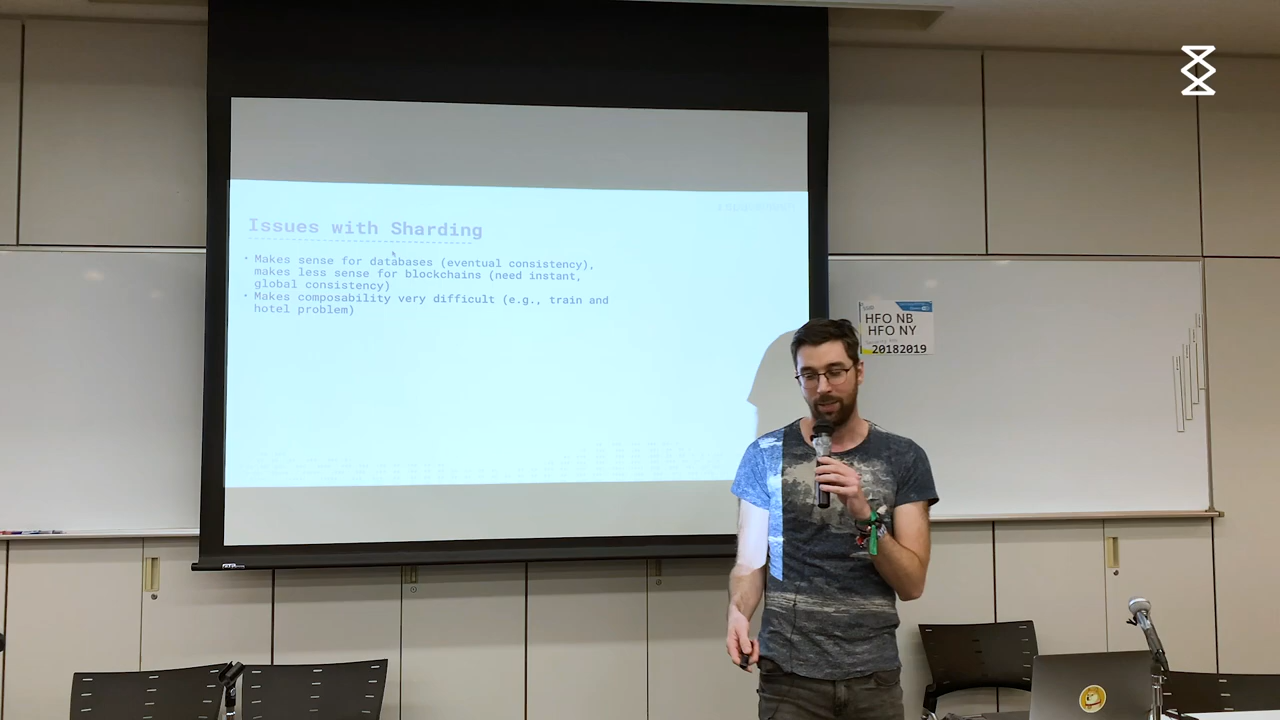 Issues with Sharding
• Makes sense for databases (eventual consistency),
makes less sense for blockchains (need instant,
global consistency)
• Makes composability very difficult (e.g., train and
hotel problem)
HFO NB
HFO NY
20182019